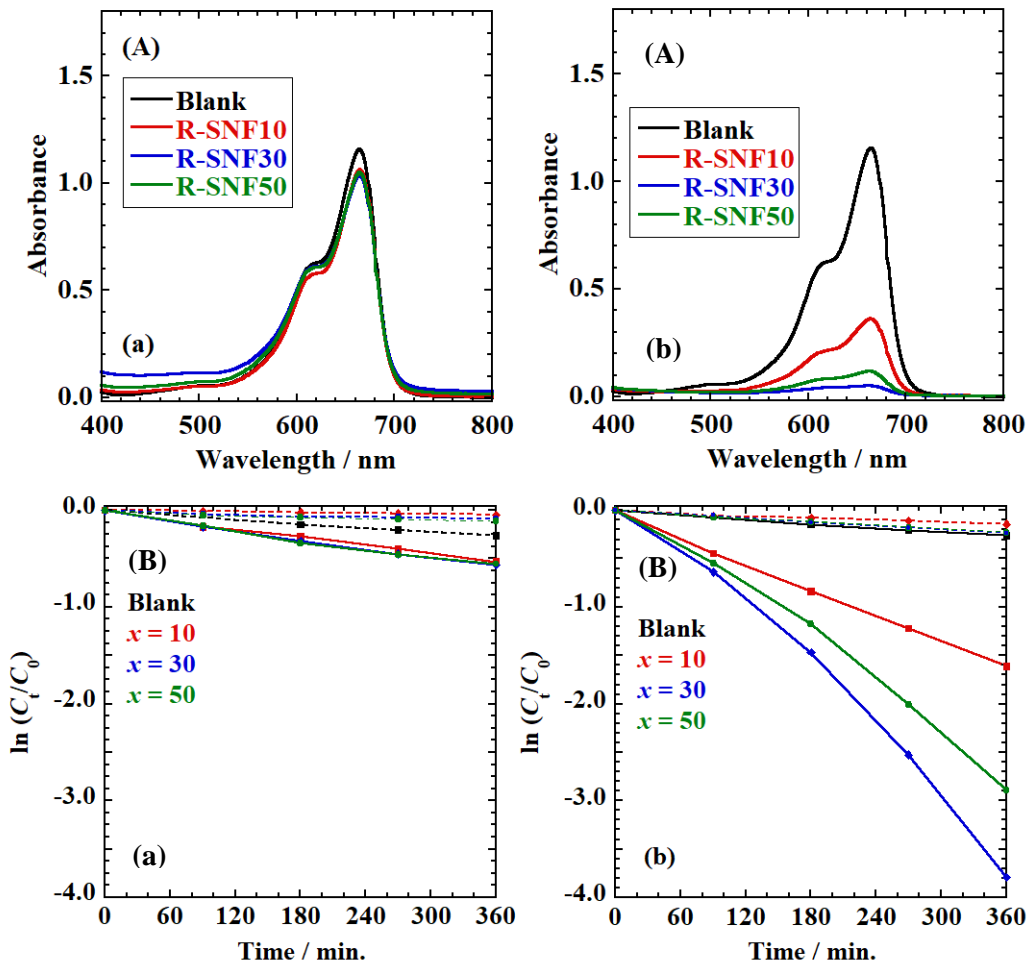 (A)
1.5
1.0
0.5
0.0
Absorbance
Blank
R-SNF10
R-SNF30
R-SNF50
(a)
400 500 600 700 800
Wavelength / nm
(A)
1.5
1.0
0.5
0.0
Absorbance
Blank
R-SNF10
R-SNF30
R-SNF50
(b)
400 500 600 700 800
Wavelength / nm
0.0
-1.0
-2.0
-3.0
-4.0
ln (Ct/C0)
(B)
Blank
x = 10
x = 30
x = 50
(a)
0 60 120 180 240 300 360
Time / min.
0.0
-1.0
-2.0
-3.0
-4.0
ln (Ct/C0)
(B)
Blank
x = 10
x = 30
x = 50
(b)
0 60 120 180 240 300 360
Time / min.